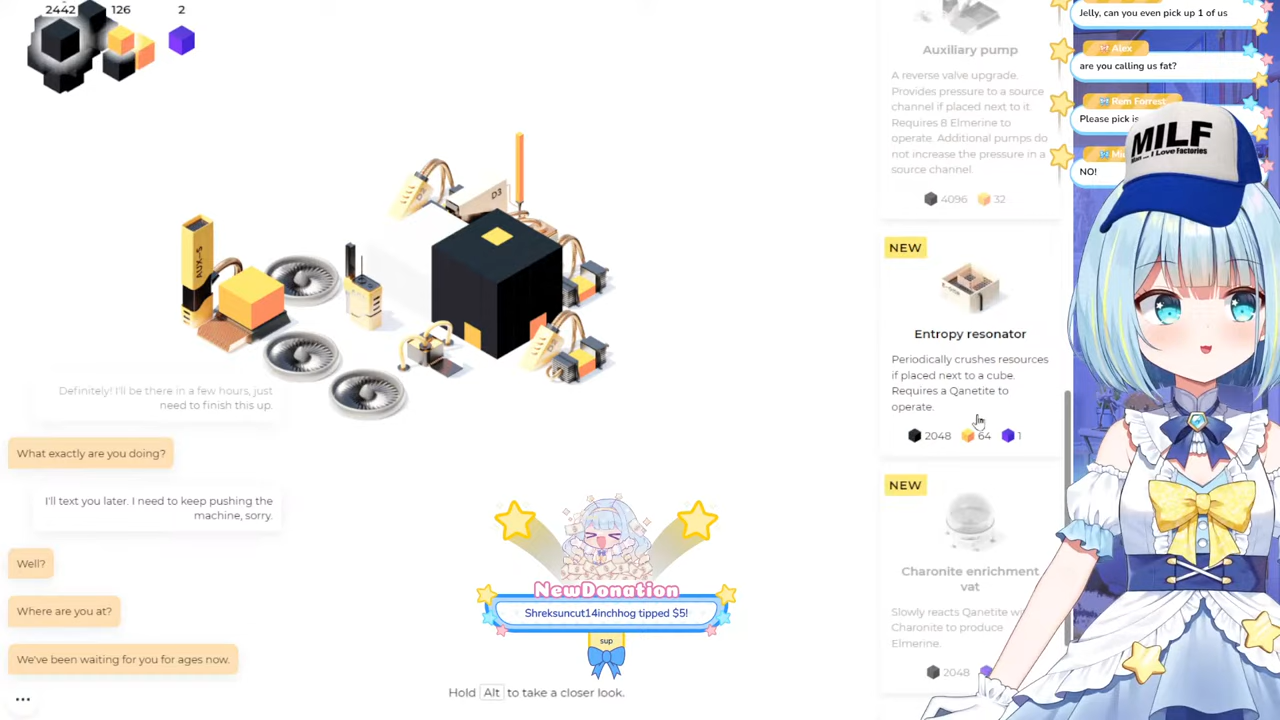 2442
126
2
Auxiliary pump
A reverse valve upgrade.
Provides pressure to a source
channel if placed next to it.
Requires 8 Elmerine to
operate. Additional pumps do
not increase the pressure in a
source channel.
4096
32
NEW
Entropy resonator
Periodically crushes resources
if placed next to a cube.
Requires a Qanetite to
operate.
2048
64
1
NEW
Charonite enrichment
vat
Slowly reacts Qanetite
Charonite to produce
Elmerine.
2048
Jelly, can you even pick up 1 of us
Alex
are you calling us fat?
Rem Forrest
Please pick
NO!
MILF
Man... I Love Factories
D3
AUX-S
Definitely! I'll be there in a few hours, just
need to finish this up.
What exactly are you doing?
I'll text you later. I need to keep pushing the
machine, sorry.
Well?
Where are you at?
We've been waiting for you for ages now.
...
NewDonation
Shreksuncut14inchhog tipped $5!
sup
Hold Alt to take a closer look.